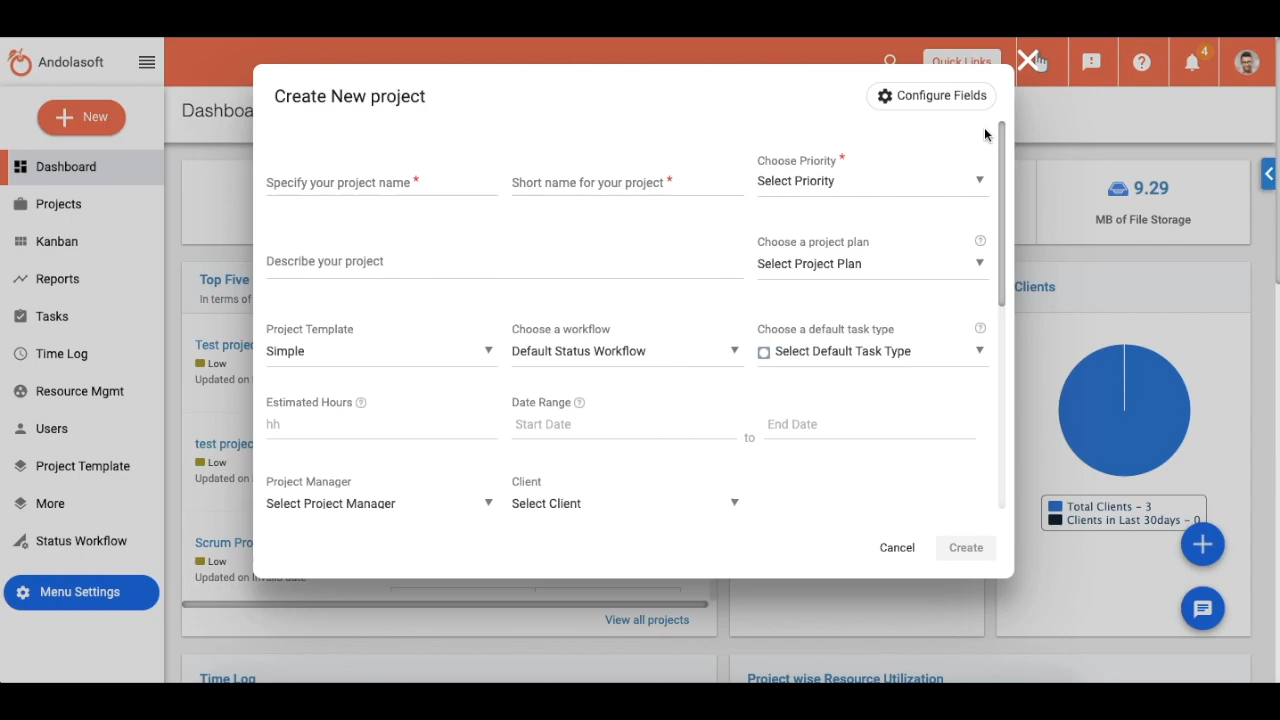 Andolasoft
Quick Links
4
New
Dashboa
Create New project
Configure Fields
Dashboard
Projects
Kanban
Reports
Tasks
Time Log
Resource Mgmt
Users
Project Template
More
Status Workflow
Menu Settings
Specify your project name *
Short name for your project *
Choose Priority *
Select Priority
Describe your project
Choose a project plan
Select Project Plan
Project Template
Simple
Choose a workflow
Default Status Workflow
Choose a default task type
Select Default Task Type
Estimated Hours
hh
Date Range
Start Date
to
End Date
Project Manager
Select Project Manager
Client
Select Client
Cancel
Create
9.29
MB of File Storage
Top Five
In terms of
Test projec
Low
Updated on
test projec
Low
Updated on
Scrum Pro
Low
Updated on
View all projects
Clients
Total Clients - 3
Clients in Last 30days - 0
Time Log
Project wise Resource Utilization